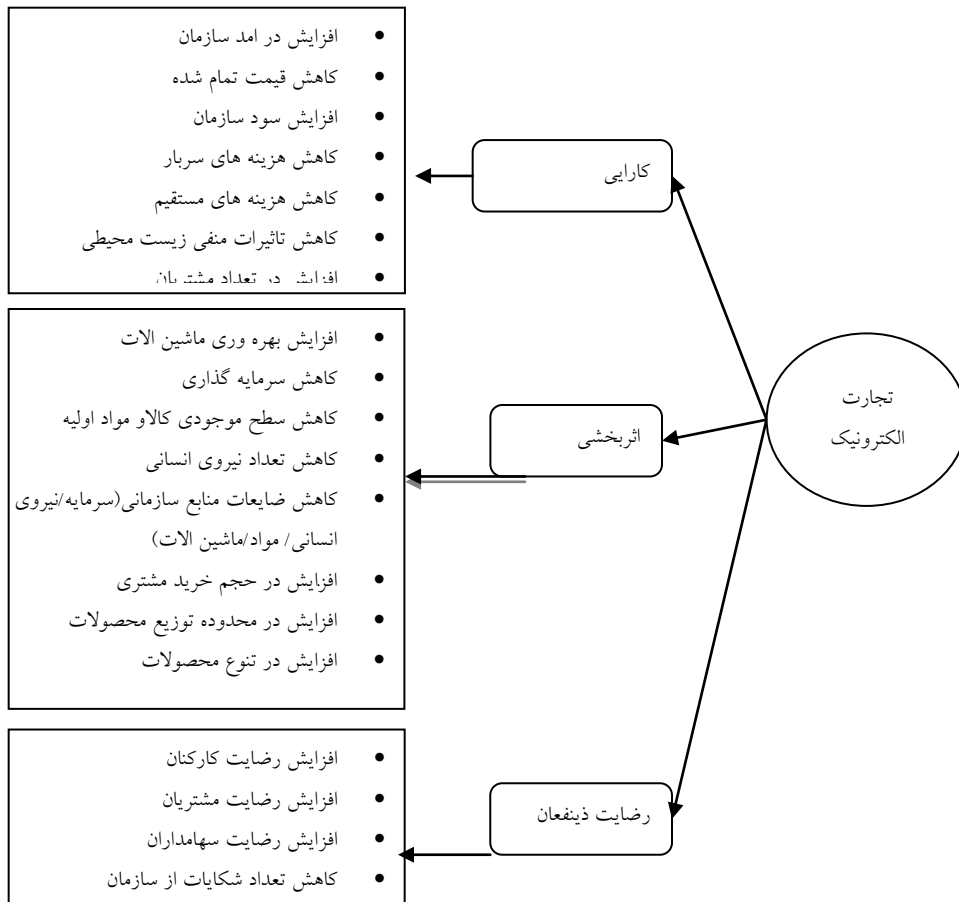 تجارت
الکترونیک
کارایی
افزایش در امد سازمان
کاهش قیمت تمام شده
افزایش سود سازمان
کاهش هزینه های سربار
کاهش هزینه های مستقیم
کاهش تاثیرات منفی زیست محیطی
افزایش در تعداد مشتریان
اثربخشی
افزایش بهره وری ماشین الات
کاهش سرمایه گذاری
کاهش سطح موجودی کالاو مواد اولیه
کاهش تعداد نیروی انسانی
کاهش ضایعات منابع سازمانی(سرمایه/نیروی
انسانی/ مواد/ماشین الات)
افزایش در حجم خرید مشتری
افزایش در محدوده توزیع محصولات
افزایش در تنوع محصولات
رضایت ذینفعان
افزایش رضایت کارکنان
افزایش رضایت مشتریان
افزایش رضایت سهامداران
کاهش تعداد شکایات از سازمان